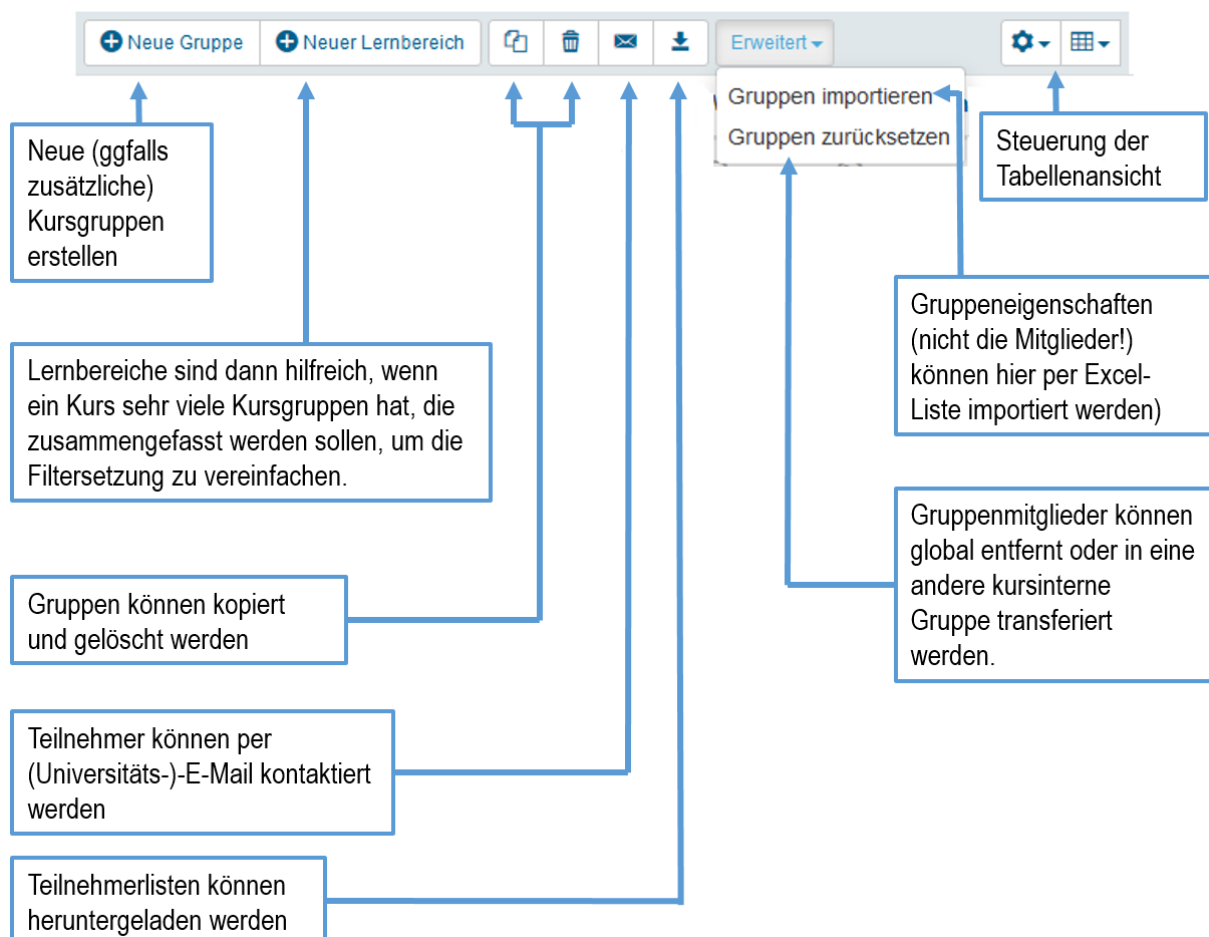 Neue Gruppe
Neuer Lernbereich
Erweitert
Gruppen importieren
Gruppen zurücksetzen
Neue (ggfalls
zusätzliche)
Kursgruppen
erstellen
Steuerung der
Tabellenansicht
Gruppeneigenschaften
(nicht die Mitglieder!)
können hier per Excel-
Liste importiert werden)
Lernbereiche sind dann hilfreich, wenn
ein Kurs sehr viele Kursgruppen hat, die
zusammengefasst werden sollen, um die
Filtersetzung zu vereinfachen.
Gruppenmitglieder können
global entfernt oder in eine
andere kursinterne
Gruppe transferiert
werden.
Gruppen können kopiert
und gelöscht werden
Teilnehmer können per
(Universitäts-)-E-Mail kontaktiert
werden
Teilnehmerlisten können
heruntergeladen werden